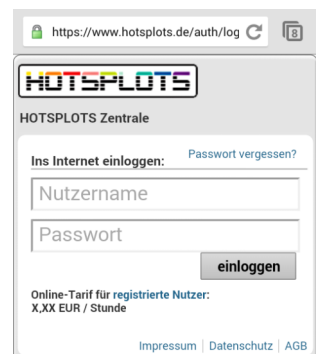 https://www.hotsplots.de/auth/log
8
HOTSPLOTS
HOTSPLOTS Zentrale
Ins Internet einloggen:
Passwort vergessen?
Nutzername
Passwort
einloggen
Online-Tarif für registrierte Nutzer:
X,XX EUR / Stunde
Impressum | Datenschutz | AGB